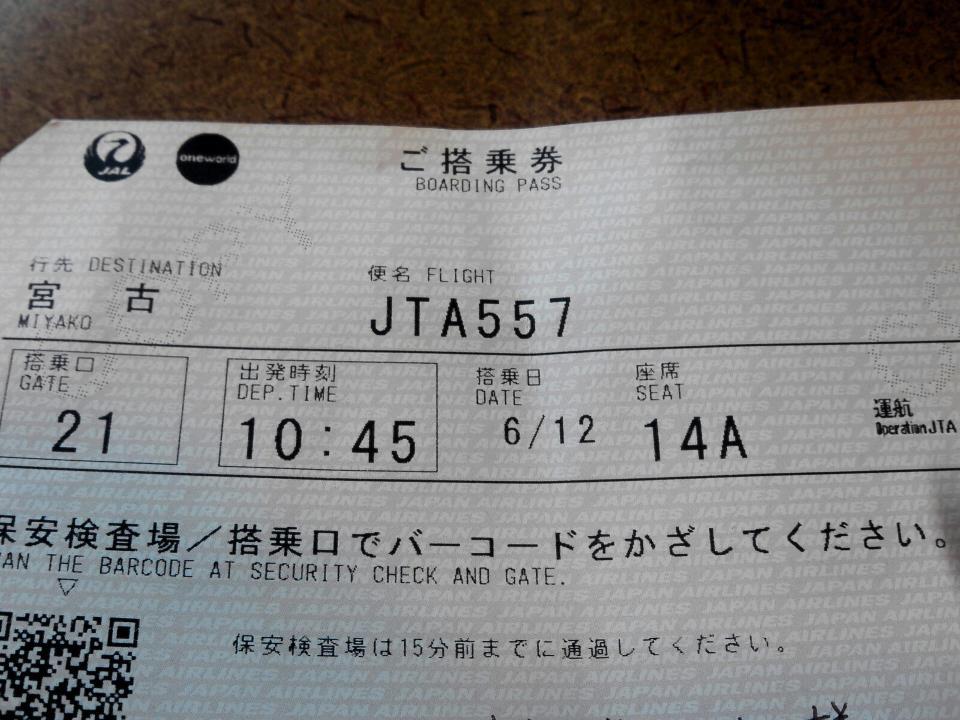 JAL
oneworld
ご搭乗券
BOARDING PASS
行先 DESTINATION
便名 FLIGHT
宮古
MIYAKO
JTA557
搭乗口
GATE
21
出発時刻
DEP.TIME
10:45
搭乗日
DATE
6/12
座席
SEAT
14A
運航
Operation JTA
保安検査場/搭乗口でバーコードをかざしてください。
THE BARCODE AT SECURITY CHECK AND GATE.
保安検査場は15分前までに通過してください。